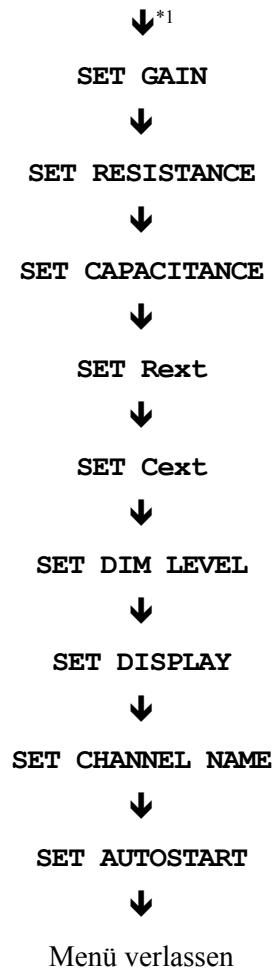 *1
SET GAIN
SET RESISTANCE
SET CAPACITANCE
SET Rext
SET Cext
SET DIM LEVEL
SET DISPLAY
SET CHANNEL NAME
SET AUTOSTART
Menü verlassen